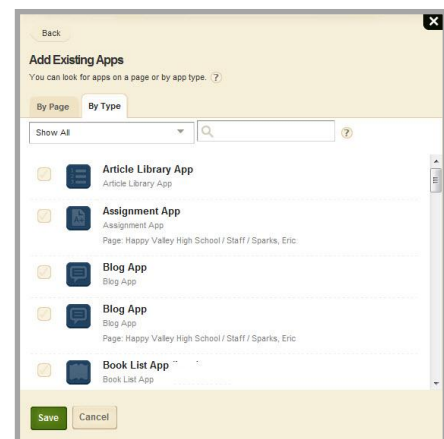 Back
Add Existing Apps
You can look for apps on a page or by app type. ?
By Page By Type
Show All ?
Article Library App
Article Library App
Assignment App
Assignment App
Page: Happy Valley High School / Staff / Sparks, Eric
Blog App
Blog App
Blog App
Blog App
Page: Happy Valley High School / Staff / Sparks, Eric
Book List App
Book List App
Save Cancel